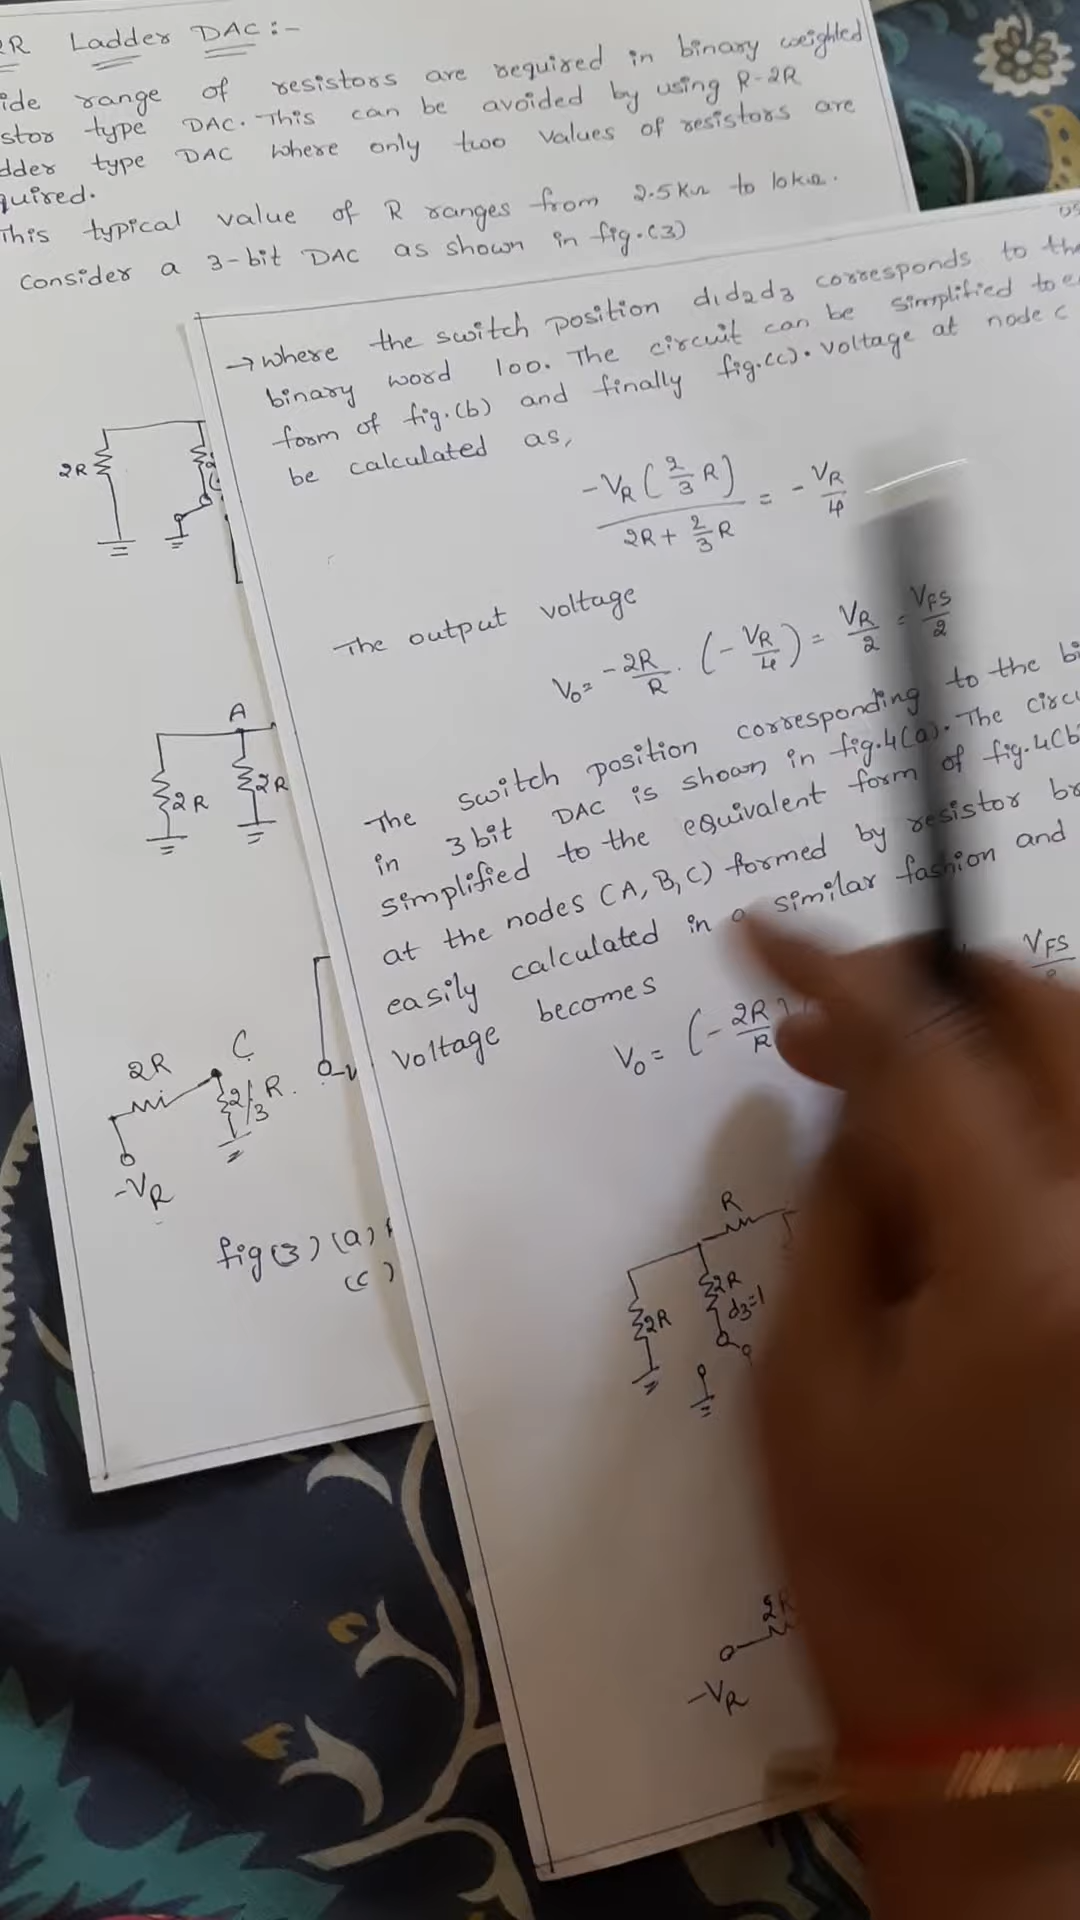 2R Ladder DAC :-
ide range of resistors are required in binary weighted
stor type DAC. This can be avoided by using R-2R
dder type DAC where only two values of resistors are
quired.
This typical value of R ranges from 2.5KΩ to 10KΩ.
Consider a 3-bit DAC as shown in fig.(3)
→ where the switch position d1d2d3 corresponds to the
binary word 100. The circuit can be simplified to
form of fig.(b) and finally fig.(c). voltage at node C
be calculated as,
-VR (2/3 R) / 2R + 2/3 R = - VR/4
The output voltage
Vo = -2R/R . (- VR/4) = VR/2 = VFS/2
The switch position corresponding to the bi
in 3 bit DAC is shown in fig.4(a). The circu
simplified to the equivalent form of fig.4(b
at the nodes (A, B, C) formed by resistor br
easily calculated in a similar fashion and
voltage becomes
Vo = (- 2R/R) VFS
2R
A
2R
2R
2R
C
2/3 R.
-VR
-V
fig(3) (a)
(c)
R
2R
2R
d3=1
2R
-VR